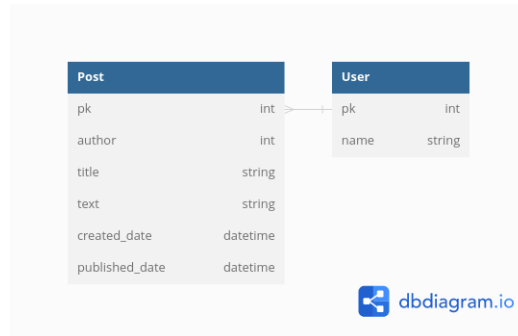 Post
pk int
author int
title string
text string
created_date datetime
published_date datetime
User
pk int
name string
dbdiagram.io